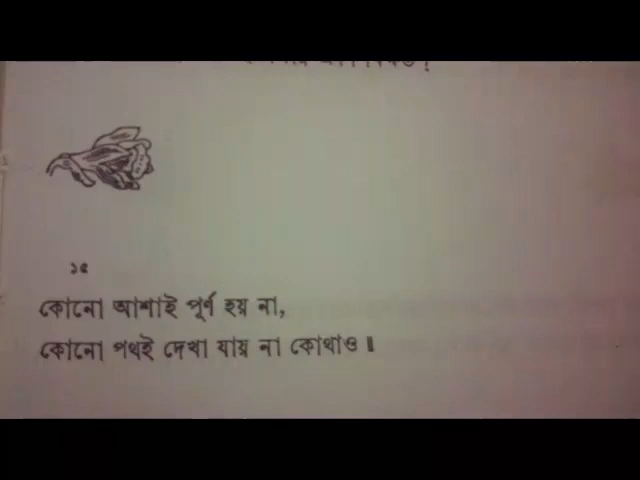 ১৫
কোনো আশাই পূর্ণ হয় না,
কোনো পথই দেখা যায় না কোথাও ৷